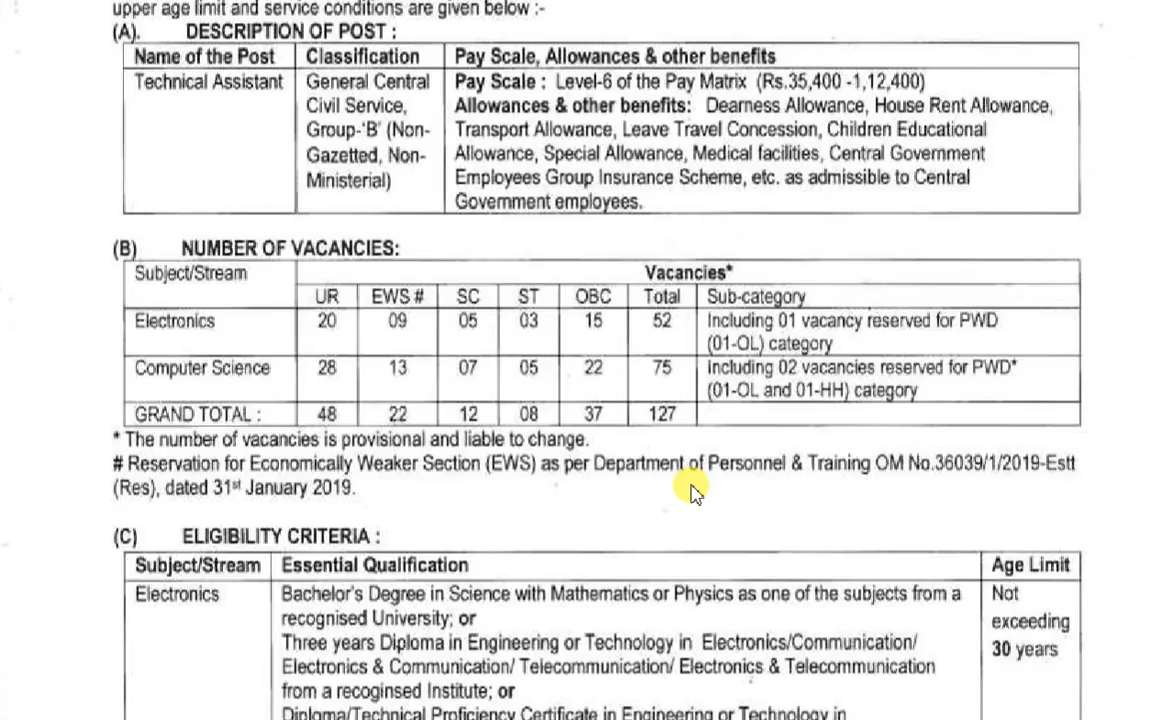 upper age limit and service conditions are given below :-
(A). DESCRIPTION OF POST :
Name of the Post Classification Pay Scale, Allowances & other benefits
Technical Assistant General Central Pay Scale : Level-6 of the Pay Matrix (Rs.35,400 -1,12,400)
Civil Service, Allowances & other benefits: Dearness Allowance, House Rent Allowance,
Group-'B' (Non- Transport Allowance, Leave Travel Concession, Children Educational
Gazetted, Non- Allowance, Special Allowance, Medical facilities, Central Government
Ministerial) Employees Group Insurance Scheme, etc. as admissible to Central
Government employees.
(B) NUMBER OF VACANCIES:
Subject/Stream Vacancies*
UR EWS # SC ST OBC Total Sub-category
Electronics 20 09 05 03 15 52 Including 01 vacancy reserved for PWD
(01-OL) category
Computer Science 28 13 07 05 22 75 Including 02 vacancies reserved for PWD*
(01-OL and 01-HH) category
GRAND TOTAL : 48 22 12 08 37 127
* The number of vacancies is provisional and liable to change.
# Reservation for Economically Weaker Section (EWS) as per Department of Personnel & Training OM No.36039/1/2019-Estt
(Res), dated 31st January 2019.
(C) ELIGIBILITY CRITERIA :
Subject/Stream Essential Qualification Age Limit
Electronics Bachelor's Degree in Science with Mathematics or Physics as one of the subjects from a Not
recognised University; or exceeding
Three years Diploma in Engineering or Technology in Electronics/Communication/ 30 years
Electronics & Communication/ Telecommunication/ Electronics & Telecommunication
from a recoginsed Institute; or
Diploma/Technical Proficiency Certificate in Engineering or Technology in